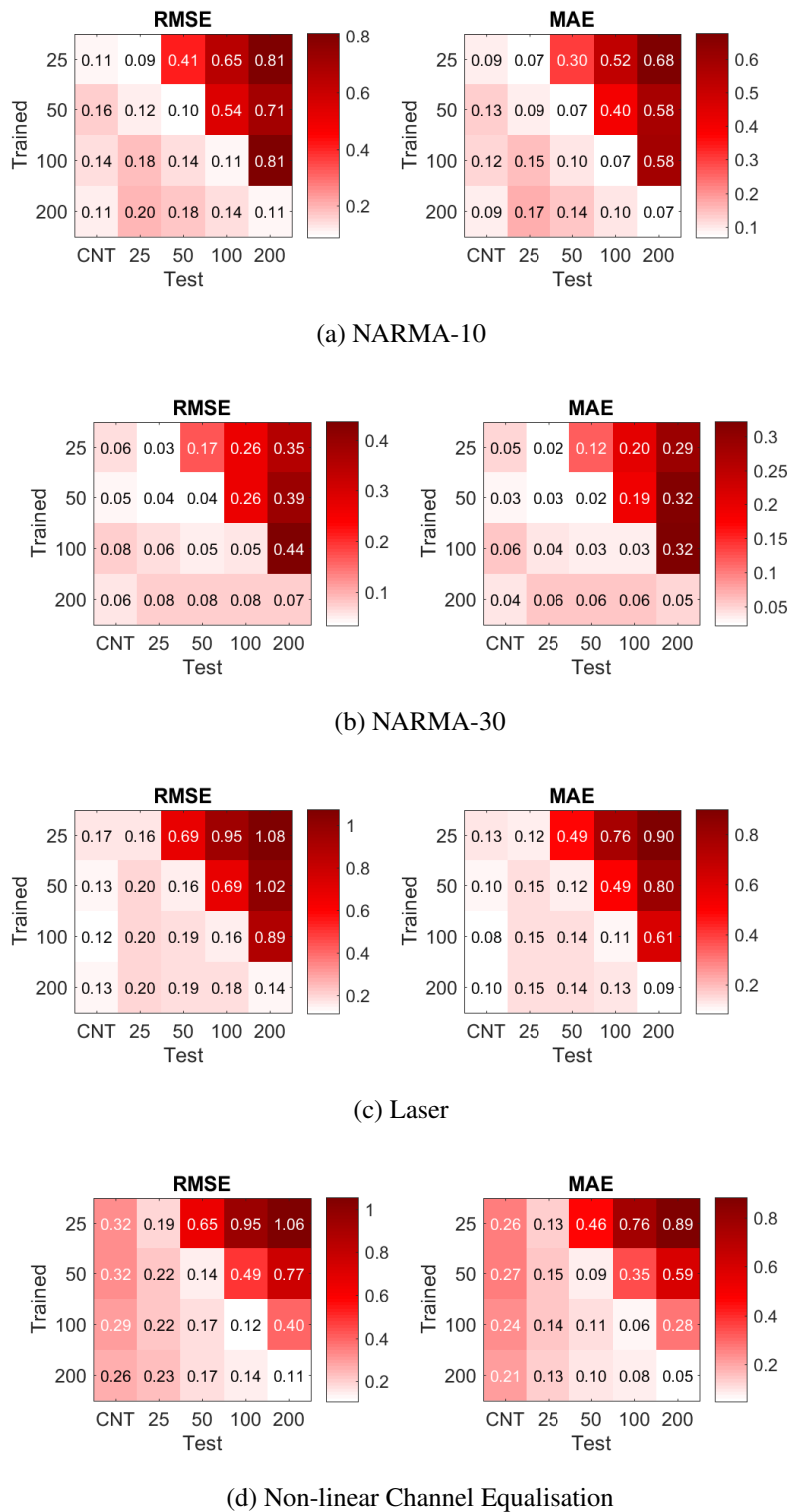 RMSE MAE
25 0.11 0.09 0.41 0.65 0.81 0.8 25 0.09 0.07 0.30 0.52 0.68 0.6
50 0.16 0.12 0.10 0.54 0.71 0.6 50 0.13 0.09 0.07 0.40 0.58 0.5
0.4
100 0.14 0.18 0.14 0.11 0.81 0.4 100 0.12 0.15 0.10 0.07 0.58 0.3
0.2
200 0.11 0.20 0.18 0.14 0.11 0.2 200 0.09 0.17 0.14 0.10 0.07 0.1
Trained Trained
CNT 25 50 100 200 CNT 25 50 100 200
Test Test
(a) NARMA-10
RMSE MAE
25 0.06 0.03 0.17 0.26 0.35 0.4 25 0.05 0.02 0.12 0.20 0.29 0.3
0.25
50 0.05 0.04 0.04 0.26 0.39 0.3 50 0.03 0.03 0.02 0.19 0.32 0.2
0.15
100 0.08 0.06 0.05 0.05 0.44 0.2 100 0.06 0.04 0.03 0.03 0.32 0.1
200 0.06 0.08 0.08 0.08 0.07 0.1 200 0.04 0.06 0.06 0.06 0.05 0.05
Trained Trained
CNT 25 50 100 200 CNT 25 50 100 200
Test Test
(b) NARMA-30
RMSE MAE
25 0.17 0.16 0.69 0.95 1.08 1 25 0.13 0.12 0.49 0.76 0.90 0.8
50 0.13 0.20 0.16 0.69 1.02 0.8 50 0.10 0.15 0.12 0.49 0.80 0.6
0.6
100 0.12 0.20 0.19 0.16 0.89 0.4 100 0.08 0.15 0.14 0.11 0.61 0.4
200 0.13 0.20 0.19 0.18 0.14 0.2 200 0.10 0.15 0.14 0.13 0.09 0.2
Trained Trained
CNT 25 50 100 200 CNT 25 50 100 200
Test Test
(c) Laser
RMSE MAE
25 0.32 0.19 0.65 0.95 1.06 1 25 0.26 0.13 0.46 0.76 0.89 0.8
50 0.32 0.22 0.14 0.49 0.77 0.8 50 0.27 0.15 0.09 0.35 0.59 0.6
0.6
100 0.29 0.22 0.17 0.12 0.40 0.4 100 0.24 0.14 0.11 0.06 0.28 0.4
200 0.26 0.23 0.17 0.14 0.11 0.2 200 0.21 0.13 0.10 0.08 0.05 0.2
Trained Trained
CNT 25 50 100 200 CNT 25 50 100 200
Test Test
(d) Non-linear Channel Equalisation